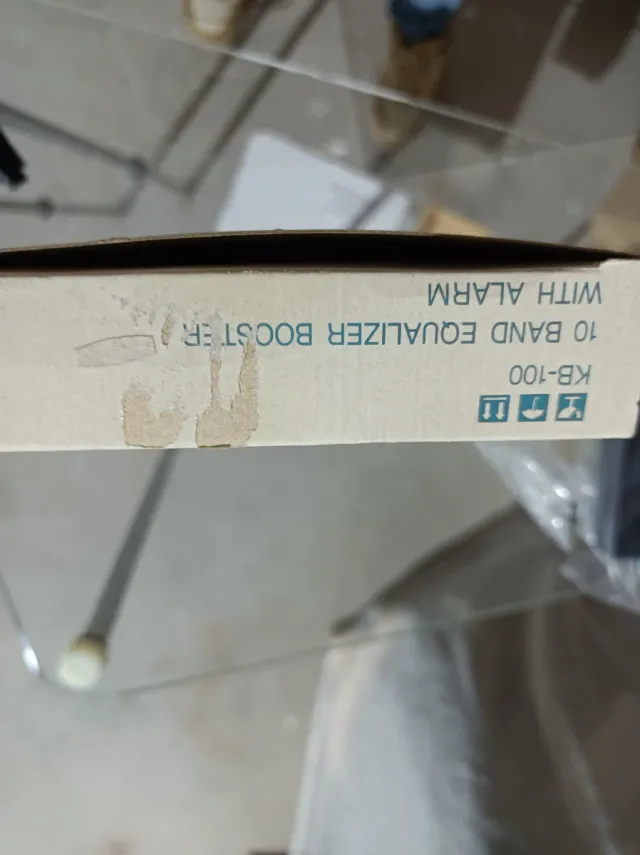 KB-100
10 BAND EQUALIZER BOOSTER
WITH ALARM